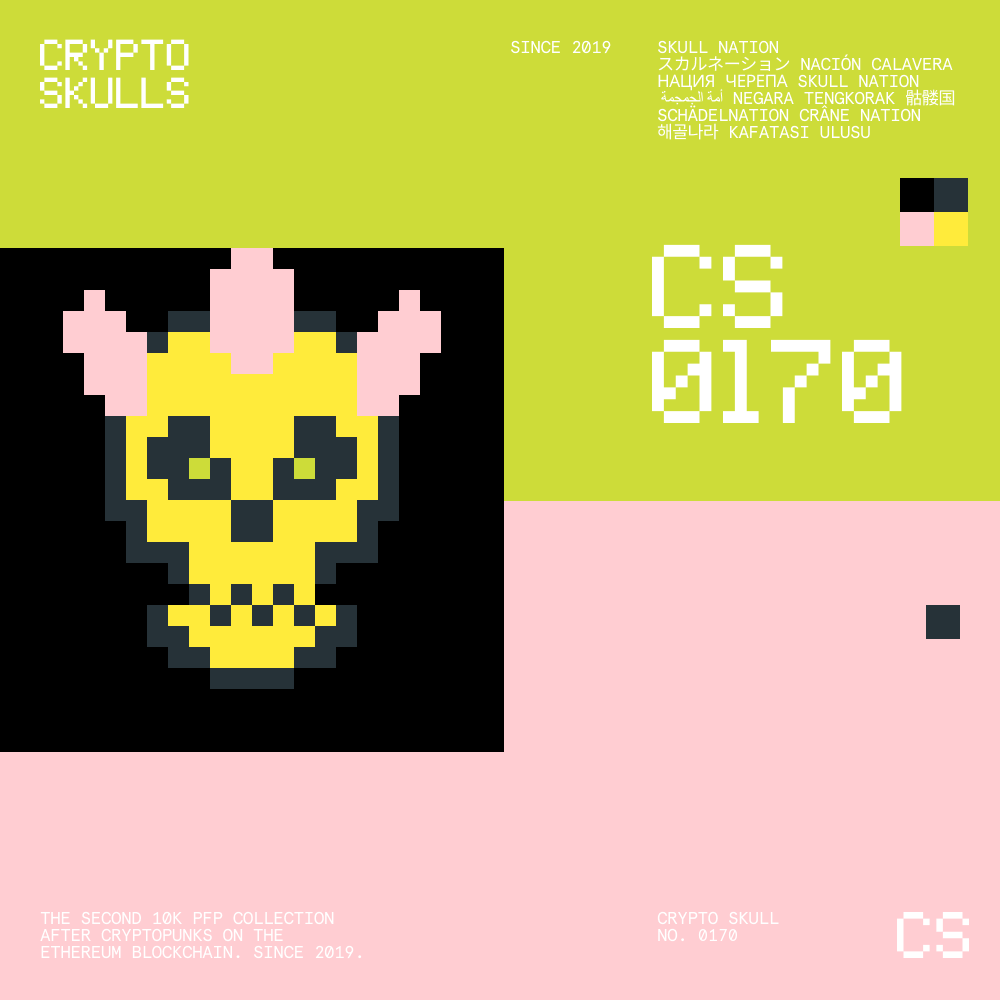 CRYPTO
SKULLS
SINCE 2019
SKULL NATION
スカルネーション NACIÓN CALAVERA
НАЦИЯ ЧЕРЕПА SKULL NATION
أمة الجمجمة NEGARA TENGKORAK 骷髅国
SCHÄDELNATION CRÂNE NATION
해골나라 KAFATASI ULUSU
CS
0170
THE SECOND 10K PFP COLLECTION
AFTER CRYPTOPUNKS ON THE
ETHEREUM BLOCKCHAIN. SINCE 2019.
CRYPTO SKULL
NO. 0170
CS